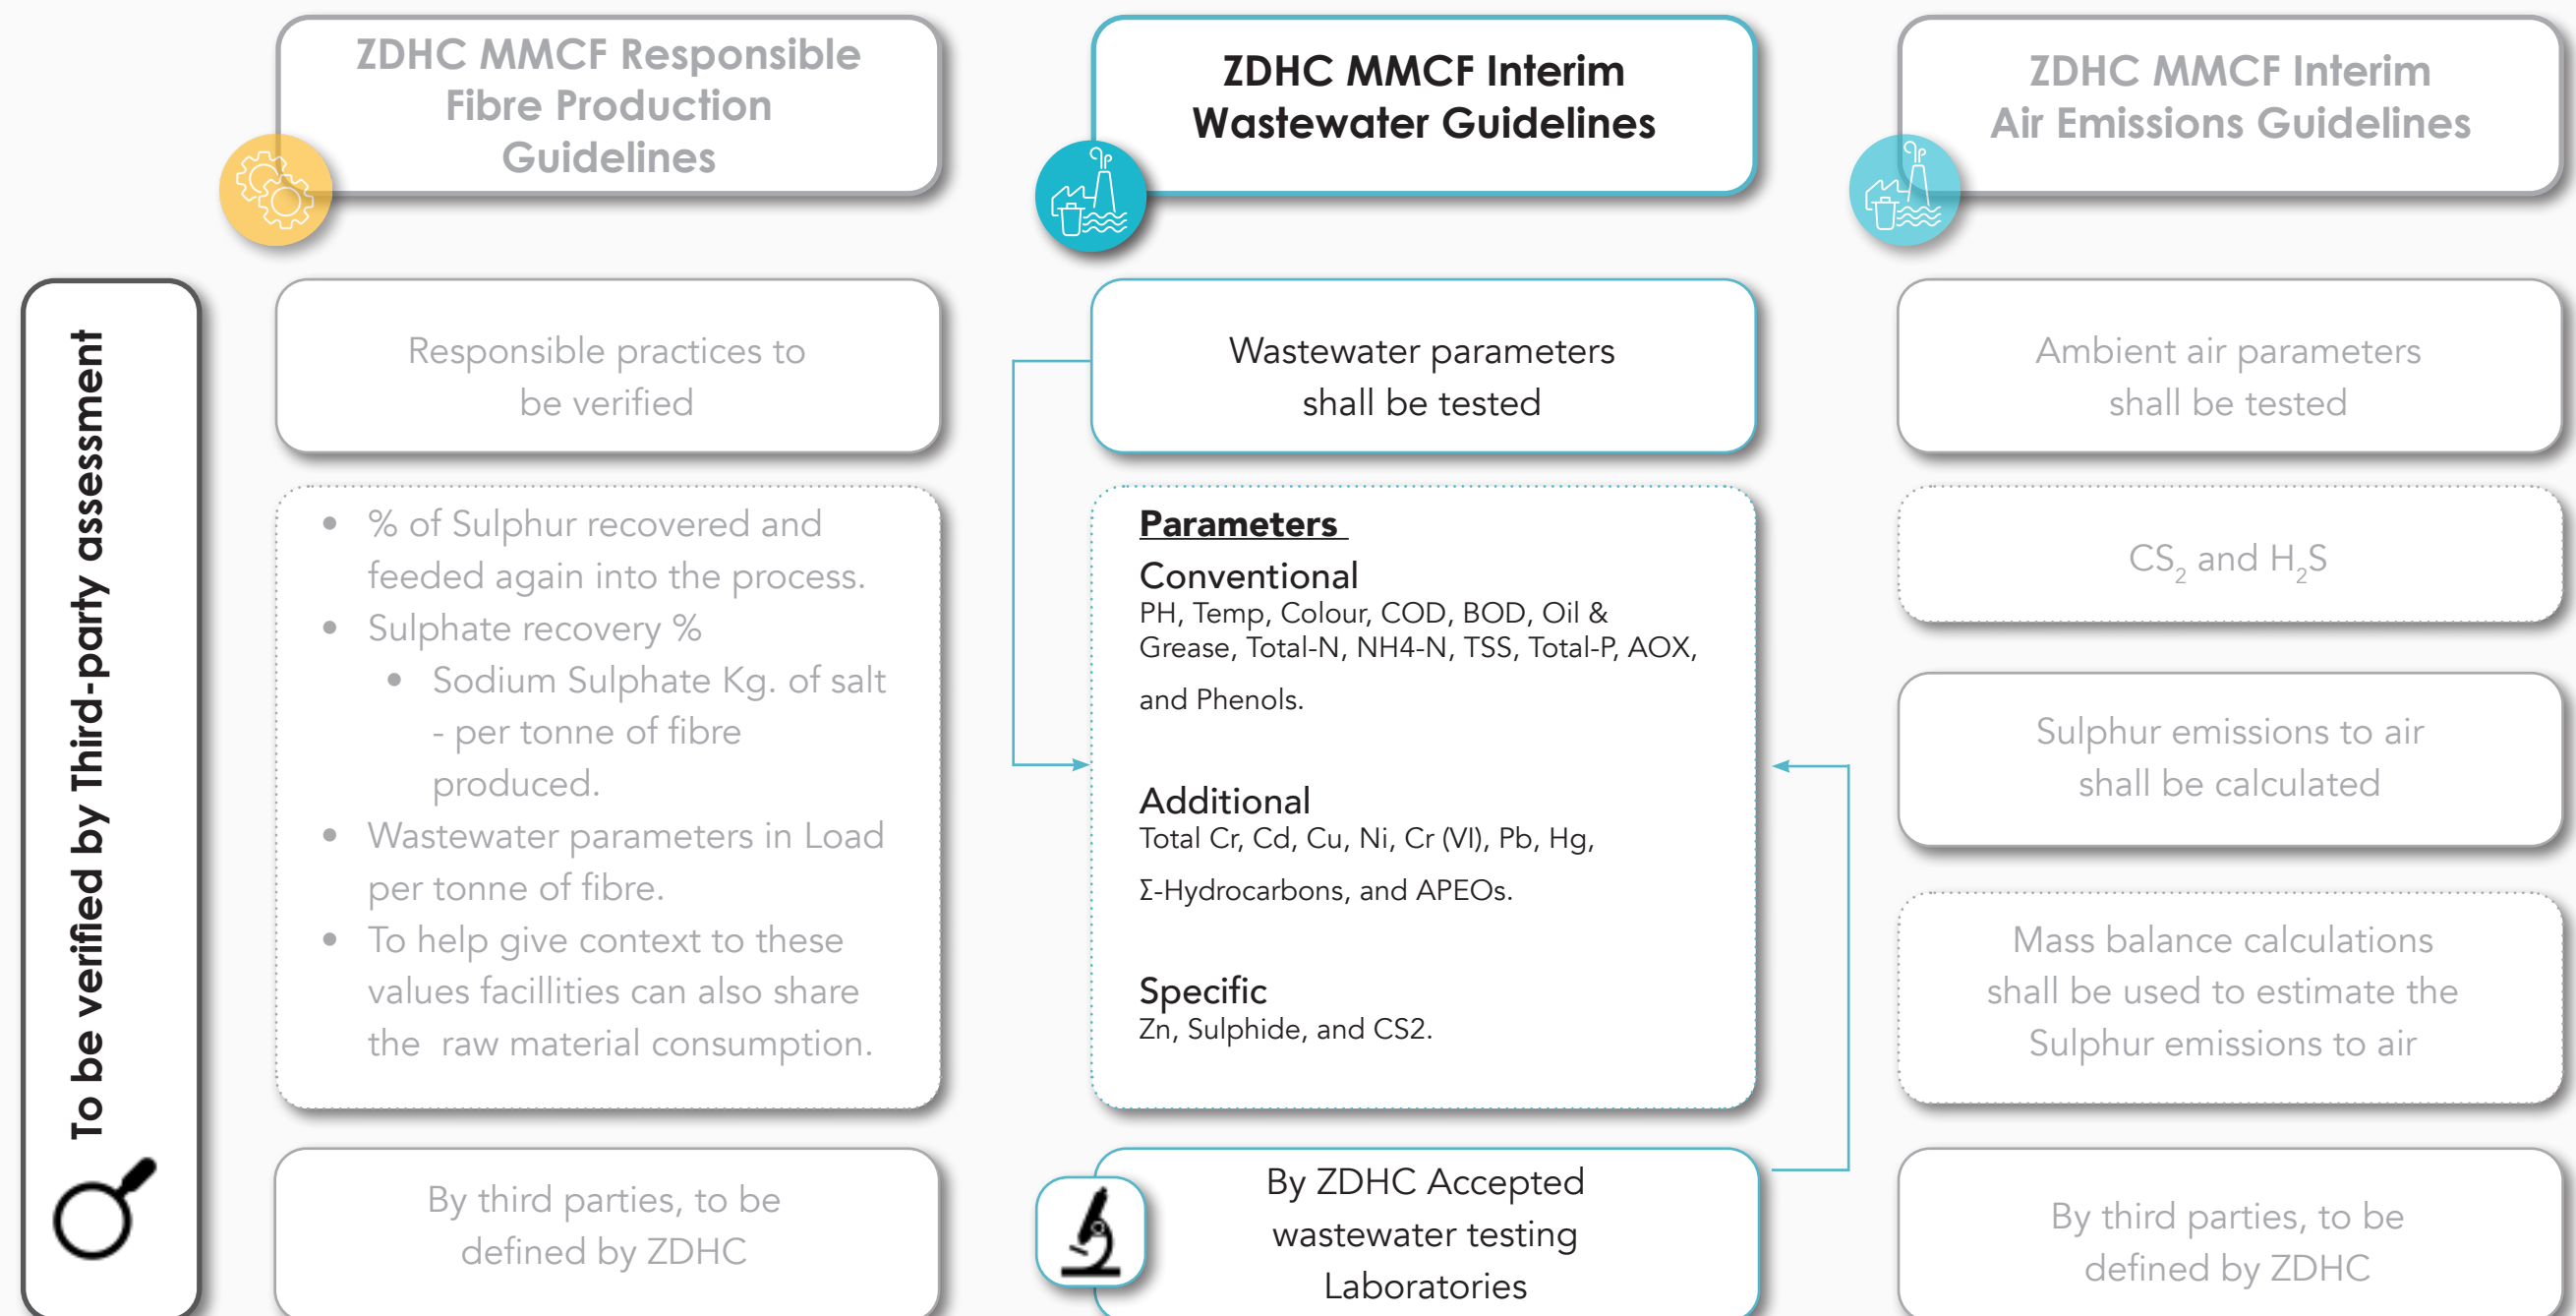 ZDHC MMCF Responsible
Fibre Production
Guidelines
ZDHC MMCF Interim
Wastewater Guidelines
ZDHC MMCF Interim
Air Emissions Guidelines
To be verified by Third-party assessment
Responsible practices to
be verified
• % of Sulphur recovered and
feeded again into the process.
• Sulphate recovery %
• Sodium Sulphate Kg. of salt
- per tonne of fibre
produced.
• Wastewater parameters in Load
per tonne of fibre.
• To help give context to these
values facillities can also share
the raw material consumption.
By third parties, to be
defined by ZDHC
Wastewater parameters
shall be tested
Parameters
Conventional
PH, Temp, Colour, COD, BOD, Oil &
Grease, Total-N, NH4-N, TSS, Total-P, AOX,
and Phenols.
Additional
Total Cr, Cd, Cu, Ni, Cr (VI), Pb, Hg,
Σ-Hydrocarbons, and APEOs.
Specific
Zn, Sulphide, and CS2.
By ZDHC Accepted
wastewater testing
Laboratories
Ambient air parameters
shall be tested
CS₂ and H₂S
Sulphur emissions to air
shall be calculated
Mass balance calculations
shall be used to estimate the
Sulphur emissions to air
By third parties, to be
defined by ZDHC